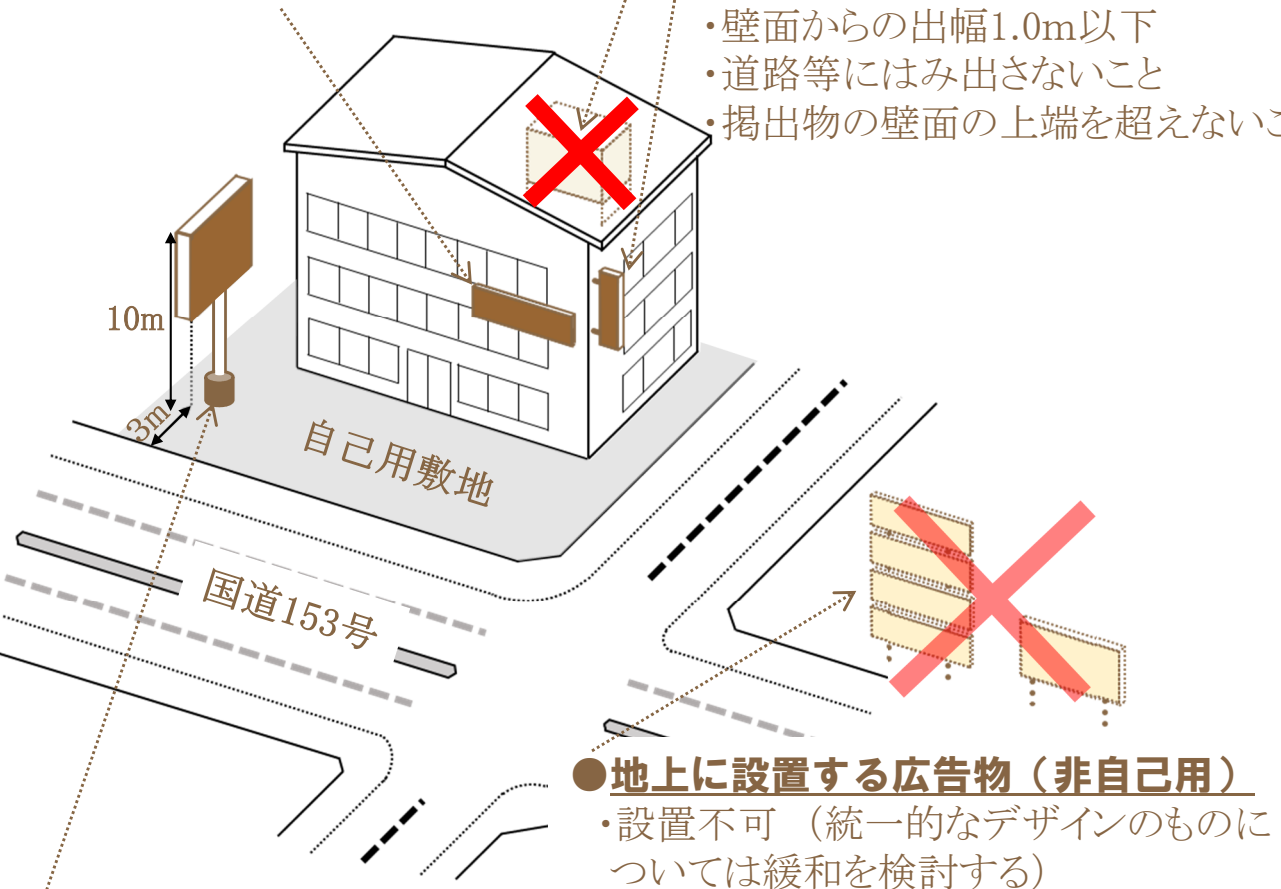 ・壁面からの出幅1.0m以下
・道路等にはみ出さないこと
・掲出物の壁面の上端を超えないこ
10m
3m
自己用敷地
国道153号
●地上に設置する広告物（非自己用）
・設置不可　（統一的なデザインのものに
ついては緩和を検討する）